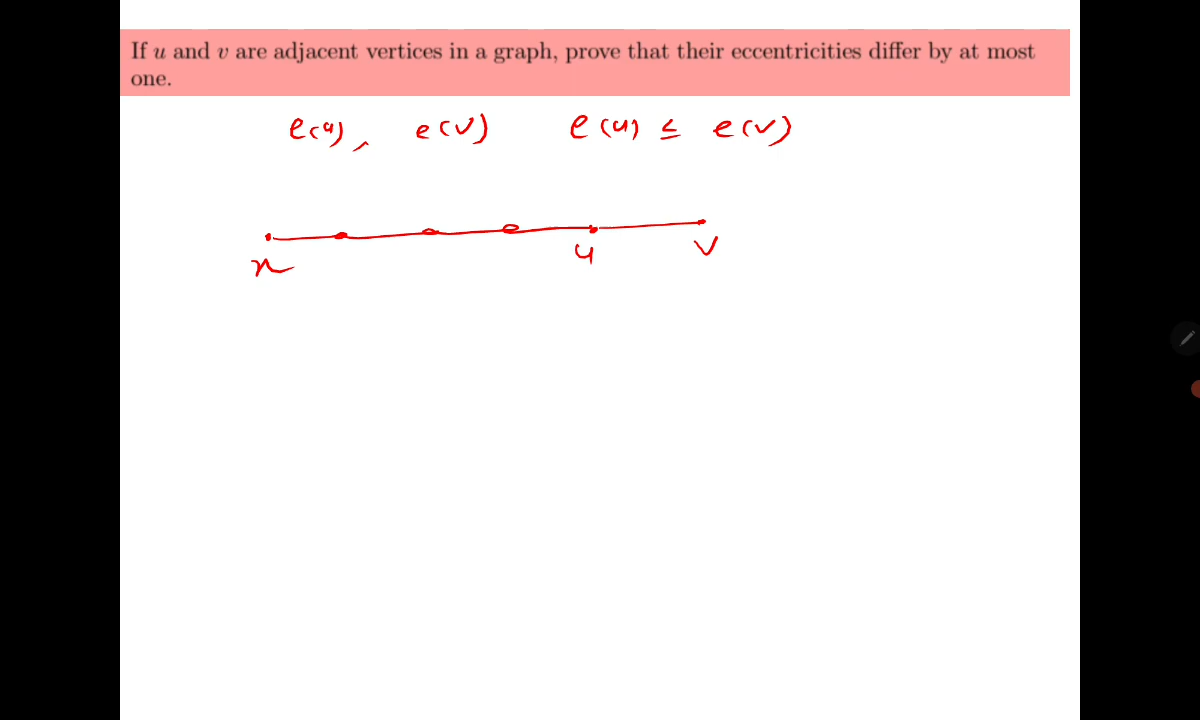 If u and v are adjacent vertices in a graph, prove that their eccentricities differ by at most
one.
e(u), e(v) e(u) ≤ e(v)
x u v